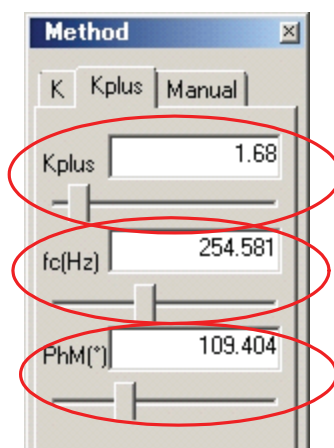 Method
K Kplus Manual
Kplus 1.68
fc(Hz) 254.581
PhM(°) 109.404